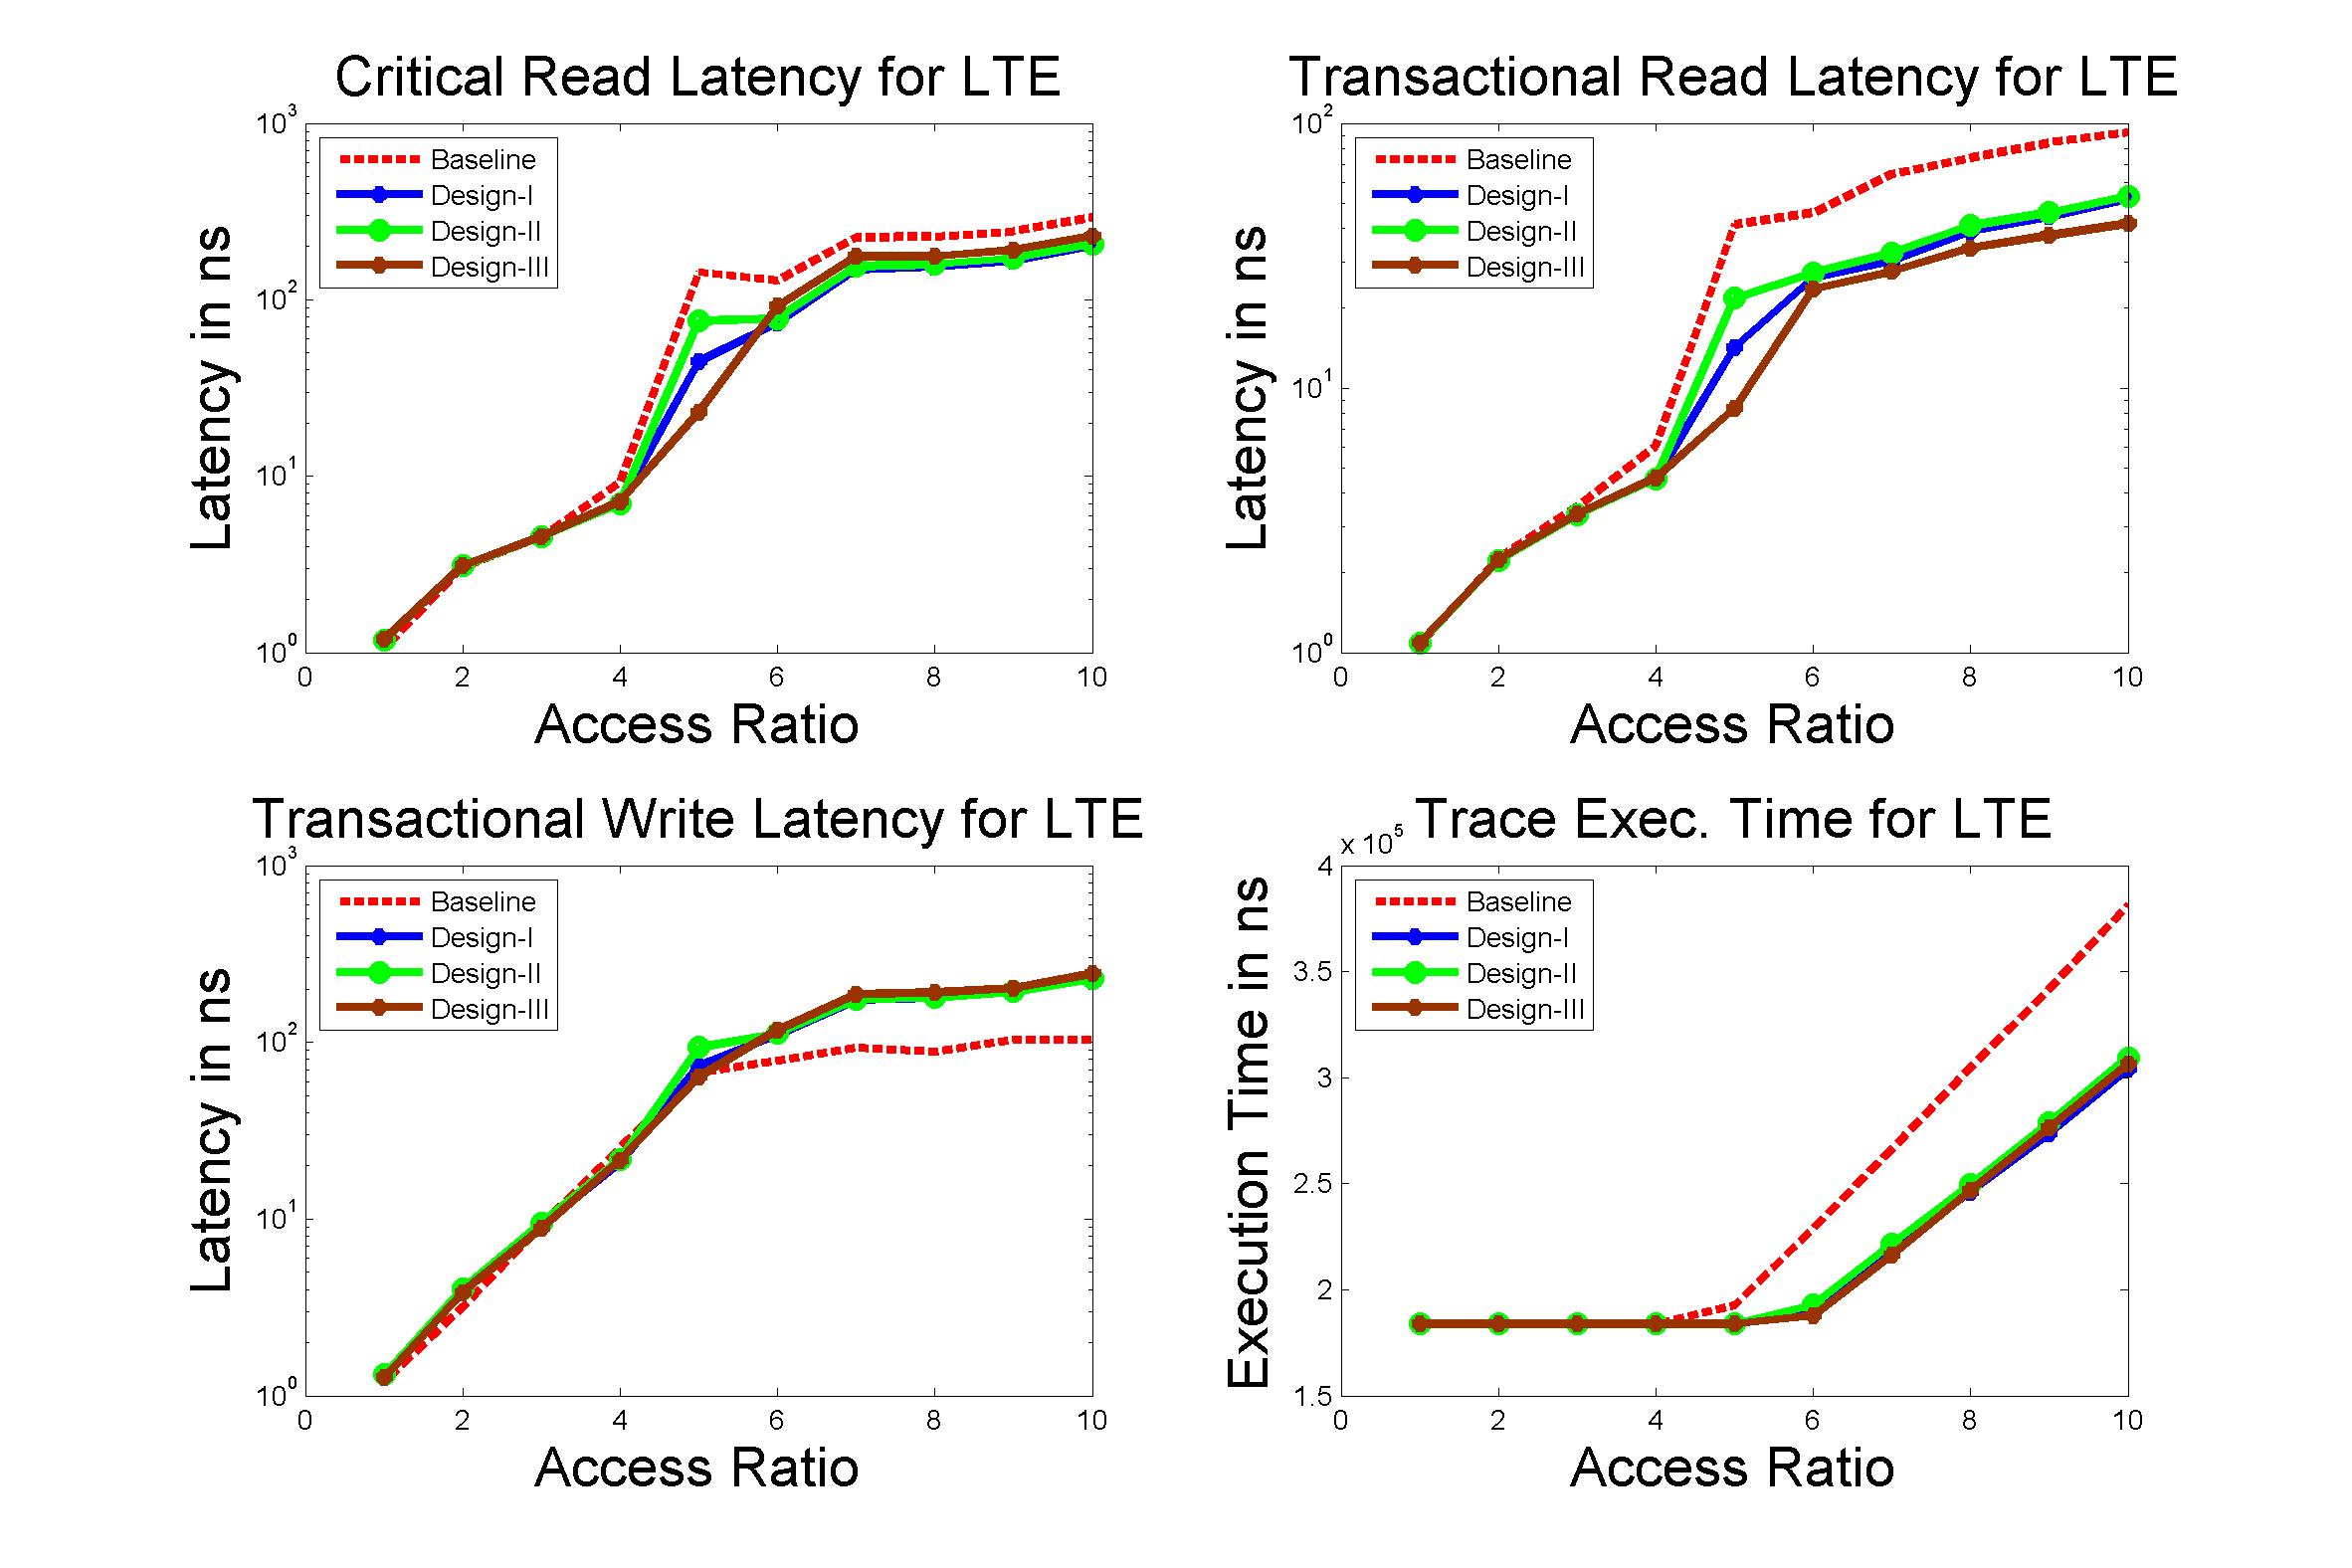 Critical Read Latency for LTE
10^3
10^2
10^1
10^0
Latency in ns
Baseline
Design-I
Design-II
Design-III
0 2 4 6 8 10
Access Ratio
Transactional Read Latency for LTE
10^2
10^1
10^0
Latency in ns
Baseline
Design-I
Design-II
Design-III
0 2 4 6 8 10
Access Ratio
Transactional Write Latency for LTE
10^3
10^2
10^1
10^0
Latency in ns
Baseline
Design-I
Design-II
Design-III
0 2 4 6 8 10
Access Ratio
Trace Exec. Time for LTE
x 10^5
4
3.5
3
2.5
2
1.5
Execution Time in ns
Baseline
Design-I
Design-II
Design-III
0 2 4 6 8 10
Access Ratio